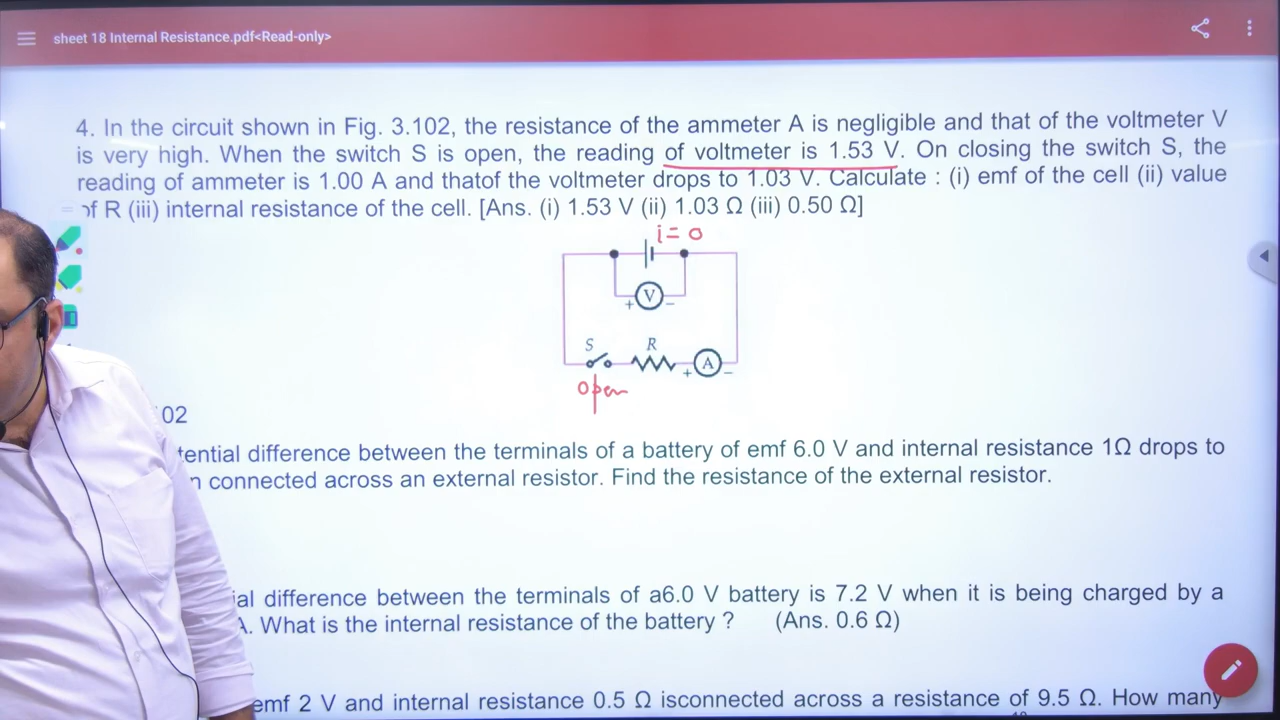 sheet 18 Internal Resistance.pdf<Read-only>
4. In the circuit shown in Fig. 3.102, the resistance of the ammeter A is negligible and that of the voltmeter V
is very high. When the switch S is open, the reading of voltmeter is 1.53 V. On closing the switch S, the
reading of ammeter is 1.00 A and thatof the voltmeter drops to 1.03 V. Calculate : (i) emf of the cell (ii) value
of R (iii) internal resistance of the cell. [Ans. (i) 1.53 V (ii) 1.03 Ω (iii) 0.50 Ω]
i = 0
V
+ −
S R
A
+ −
open
02
tential difference between the terminals of a battery of emf 6.0 V and internal resistance 1Ω drops to
n connected across an external resistor. Find the resistance of the external resistor.
ial difference between the terminals of a6.0 V battery is 7.2 V when it is being charged by a
A. What is the internal resistance of the battery ? (Ans. 0.6 Ω)
emf 2 V and internal resistance 0.5 Ω isconnected across a resistance of 9.5 Ω. How many